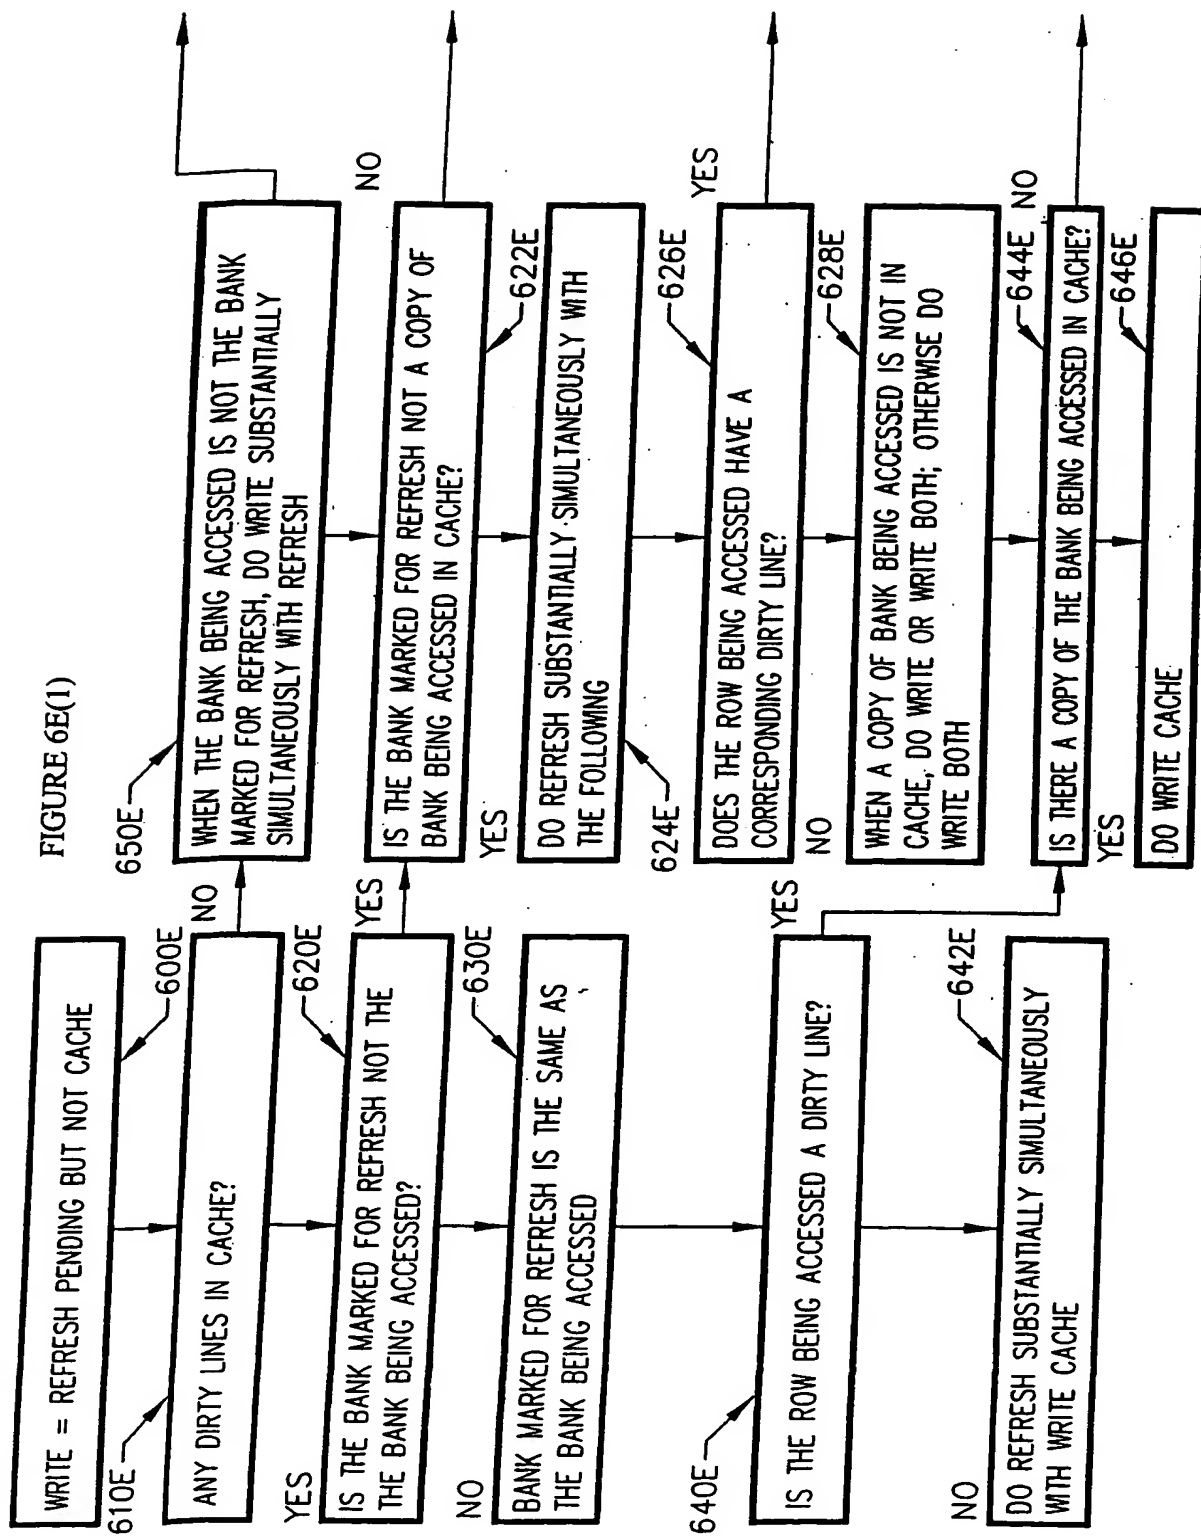 FIGURE 6E(1)
WRITE = REFRESH PENDING BUT NOT CACHE
600E
610E
ANY DIRTY LINES IN CACHE?
NO
YES
620E
IS THE BANK MARKED FOR REFRESH NOT THE
THE BANK BEING ACCESSED?
YES
NO
630E
BANK MARKED FOR REFRESH IS THE SAME AS
THE BANK BEING ACCESSED
640E
IS THE ROW BEING ACCESSED A DIRTY LINE?
YES
NO
642E
DO REFRESH SUBSTANTIALLY SIMULTANEOUSLY
WITH WRITE CACHE
650E
WHEN THE BANK BEING ACCESSED IS NOT THE BANK
MARKED FOR REFRESH, DO WRITE SUBSTANTIALLY
SIMULTANEOUSLY WITH REFRESH
IS THE BANK MARKED FOR REFRESH NOT A COPY OF
BANK BEING ACCESSED IN CACHE?
NO
YES
622E
DO REFRESH SUBSTANTIALLY SIMULTANEOUSLY WITH
THE FOLLOWING
624E
626E
DOES THE ROW BEING ACCESSED HAVE A
CORRESPONDING DIRTY LINE?
YES
NO
628E
WHEN A COPY OF BANK BEING ACCESSED IS NOT IN
CACHE, DO WRITE OR WRITE BOTH; OTHERWISE DO
WRITE BOTH
644E
NO
IS THERE A COPY OF THE BANK BEING ACCESSED IN CACHE?
YES
646E
DO WRITE CACHE